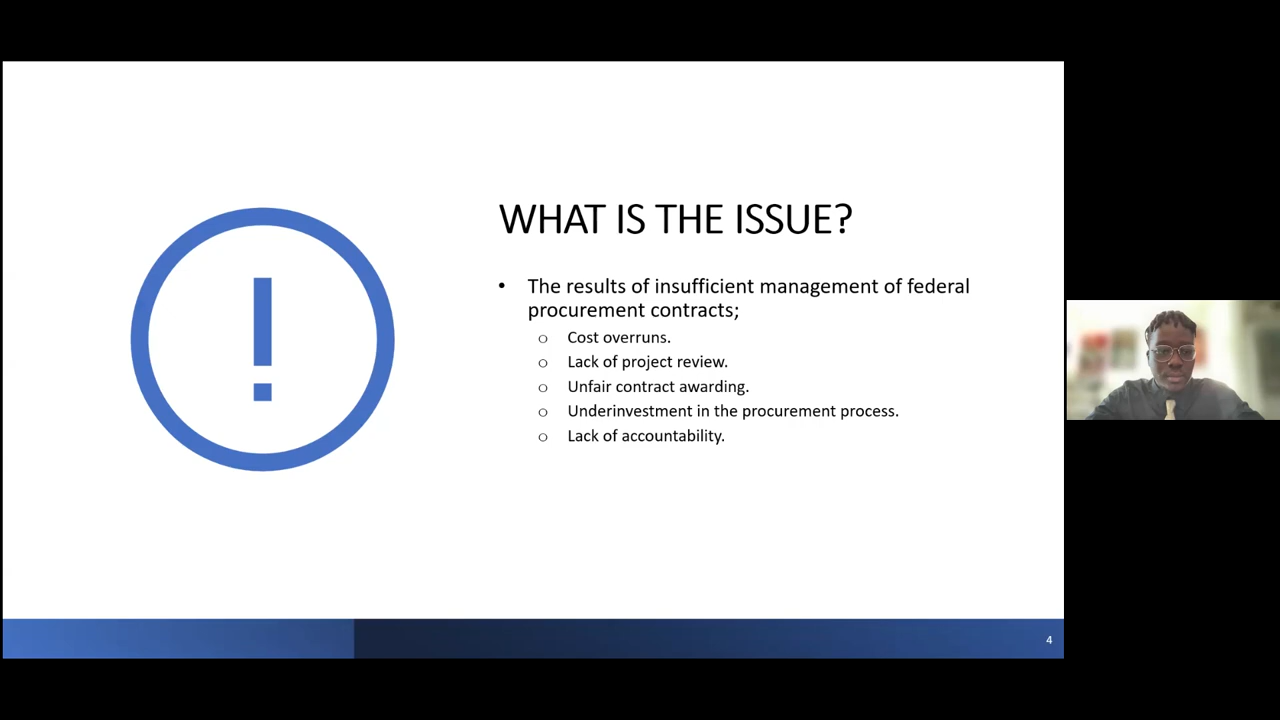 WHAT IS THE ISSUE?
• The results of insufficient management of federal
procurement contracts;
o Cost overruns.
o Lack of project review.
o Unfair contract awarding.
o Underinvestment in the procurement process.
o Lack of accountability.
4